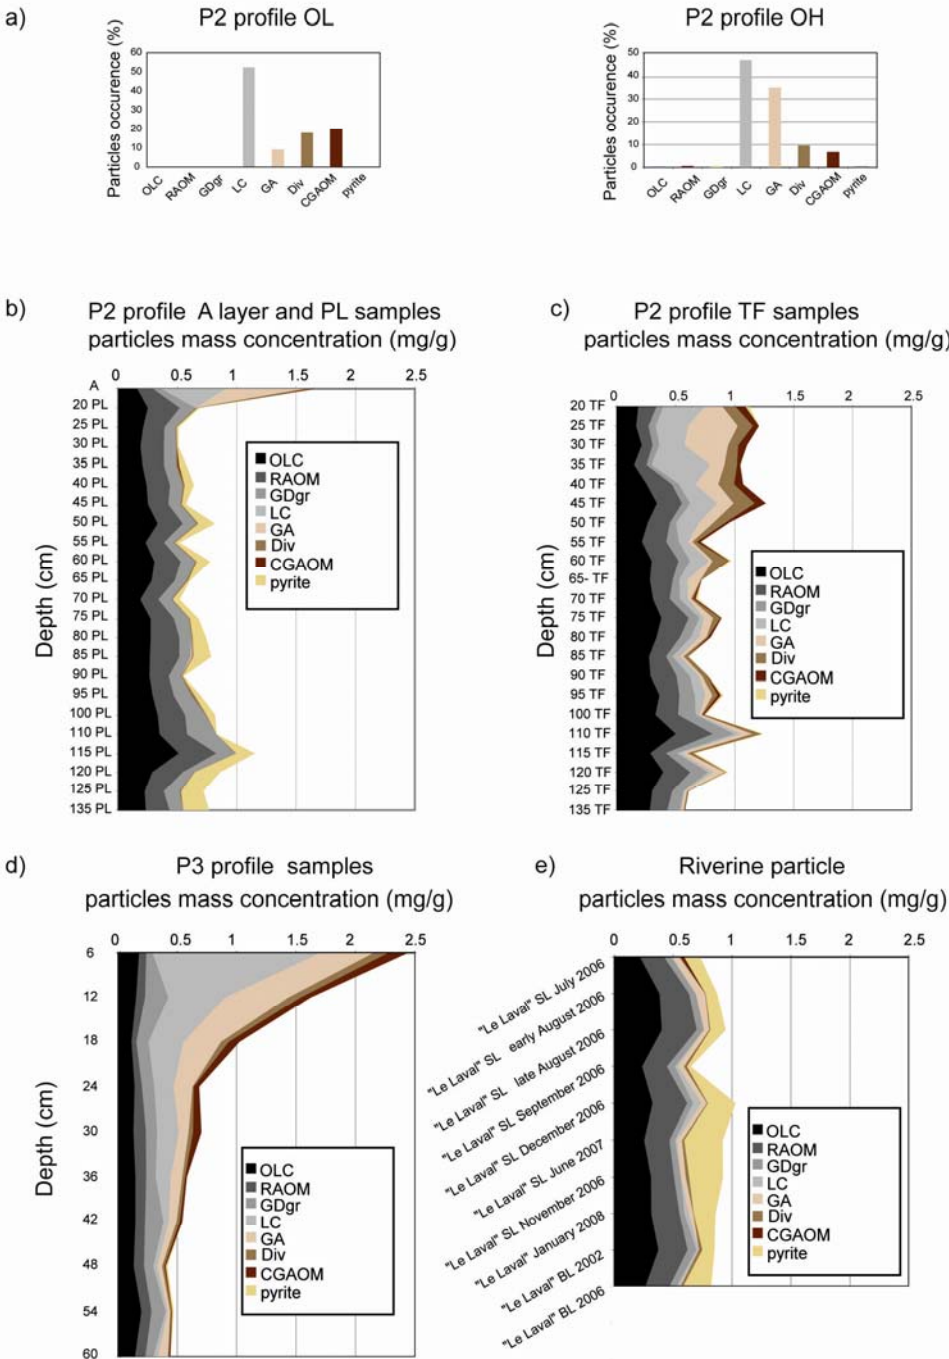 a)
P2 profile OL
P2 profile OH
Particles occurence (%)
60
50
40
30
20
10
0
OLC
RAOM
GDgr
LC
GA
Div
CGAOM
pyrite
Particles occurence (%)
50
40
30
20
10
0
OLC
RAOM
GDgr
LC
GA
Div
CGAOM
pyrite
b)
P2 profile A layer and PL samples
particles mass concentration (mg/g)
0
0.5
1
1.5
2
2.5
Depth (cm)
A
20 PL
25 PL
30 PL
35 PL
40 PL
45 PL
50 PL
55 PL
60 PL
65 PL
70 PL
75 PL
80 PL
85 PL
90 PL
95 PL
100 PL
110 PL
115 PL
120 PL
125 PL
135 PL
OLC
RAOM
GDgr
LC
GA
Div
CGAOM
pyrite
c)
P2 profile TF samples
particles mass concentration (mg/g)
0
0.5
1
1.5
2
2.5
Depth (cm)
20 TF
25 TF
30 TF
35 TF
40 TF
45 TF
50 TF
55 TF
60 TF
65- TF
70 TF
75 TF
80 TF
85 TF
90 TF
95 TF
100 TF
110 TF
115 TF
120 TF
125 TF
135 TF
OLC
RAOM
GDgr
LC
GA
Div
CGAOM
pyrite
d)
P3 profile samples
particles mass concentration (mg/g)
0
0.5
1
1.5
2
2.5
Depth (cm)
6
12
18
24
30
36
42
48
54
60
OLC
RAOM
GDgr
LC
GA
Div
CGAOM
pyrite
e)
Riverine particle
particles mass concentration (mg/g)
0
0.5
1
1.5
2
2.5
"Le Laval" SL July 2006
"Le Laval" SL early August 2006
"Le Laval" SL late August 2006
"Le Laval" SL September 2006
"Le Laval" SL December 2006
"Le Laval" SL June 2007
"Le Laval" SL November 2006
"Le Laval" January 2008
"Le Laval" BL 2002
"Le Laval" BL 2006
OLC
RAOM
GDgr
LC
GA
Div
CGAOM
pyrite